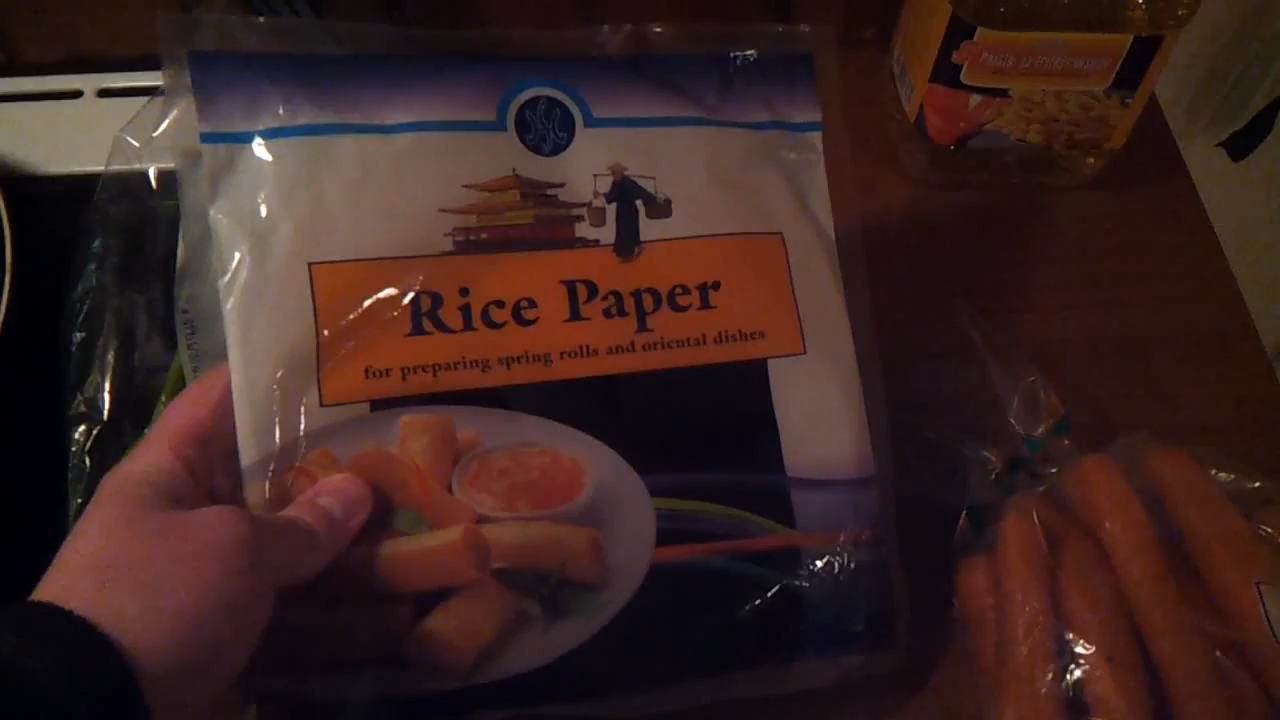 Rice Paper
for preparing spring rolls and oriental dishes